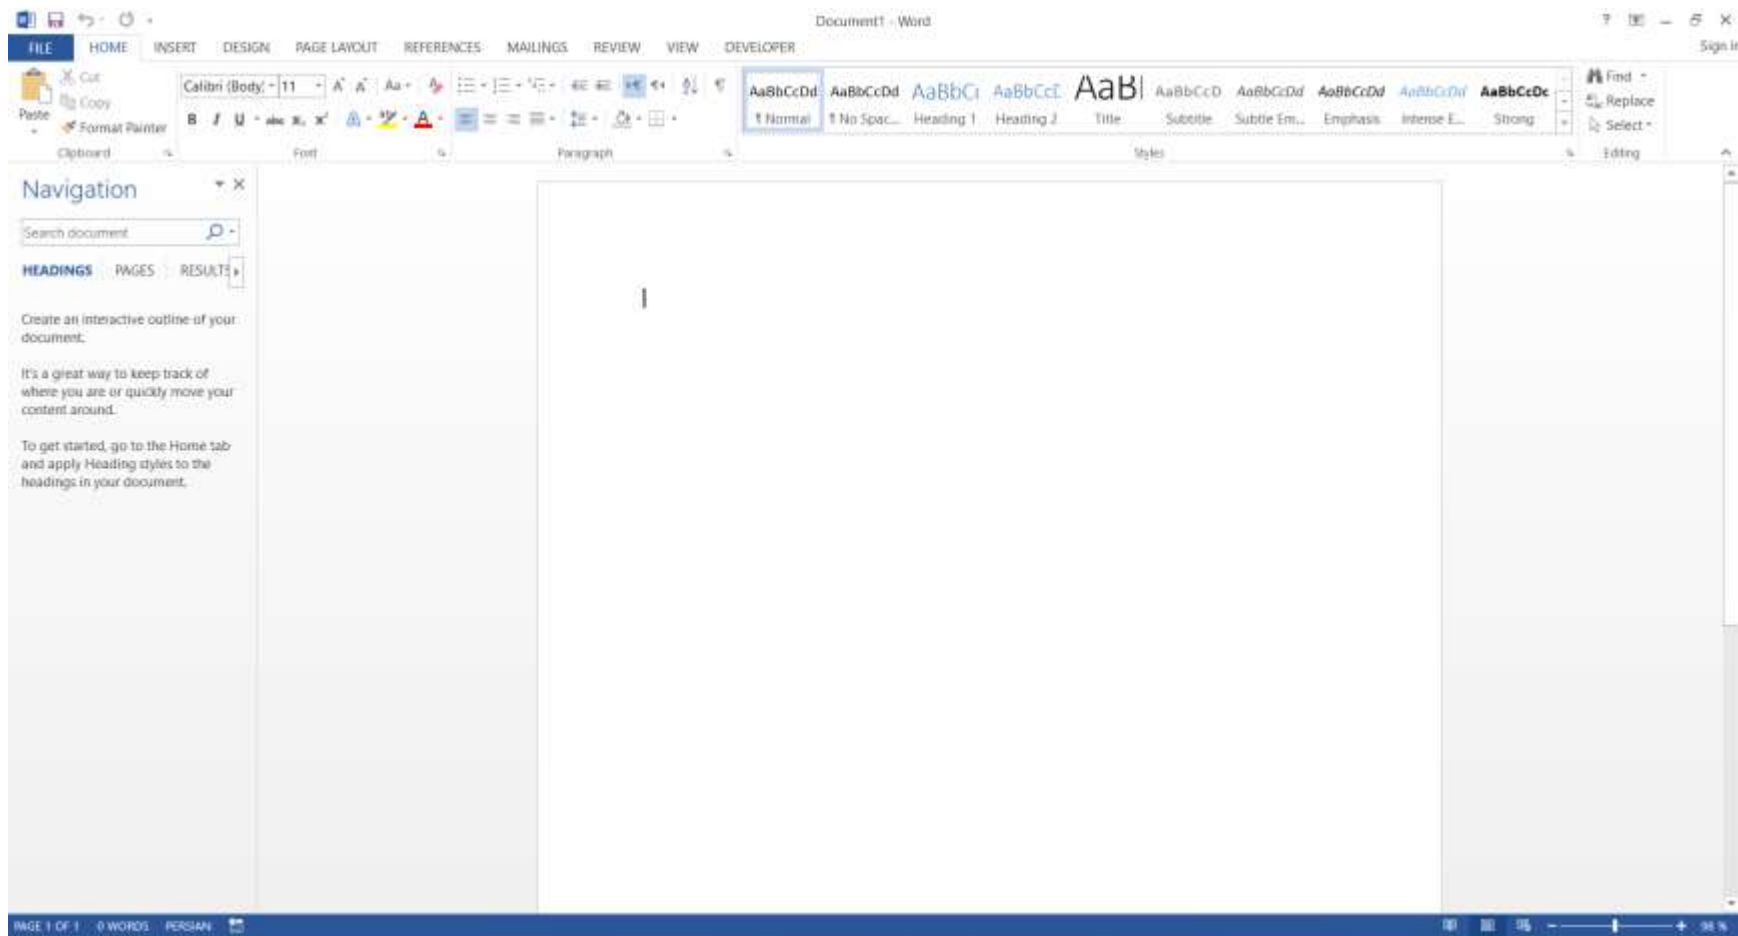 Document1 - Word
Sign in
FILE HOME INSERT DESIGN PAGE LAYOUT REFERENCES MAILINGS REVIEW VIEW DEVELOPER
Paste
Cut
Copy
Format Painter
Clipboard
Calibri (Body) 11
Font
Paragraph
AaBbCcDd AaBbCcDd AaBbCc AaBbCcD AaB AaBbCcD AaBbCcDd AaBbCcDd AaBbCcDd AaBbCcDc
¶ Normal ¶ No Spac... Heading 1 Heading 2 Title Subtitle Subtle Em... Emphasis Intense E... Strong
Styles
Find
Replace
Select
Editing
Navigation
Search document
HEADINGS PAGES RESULTS
Create an interactive outline of your
document.
It's a great way to keep track of
where you are or quickly move your
content around.
To get started, go to the Home tab
and apply Heading styles to the
headings in your document.
PAGE 1 OF 1 0 WORDS PERSIAN
98 %